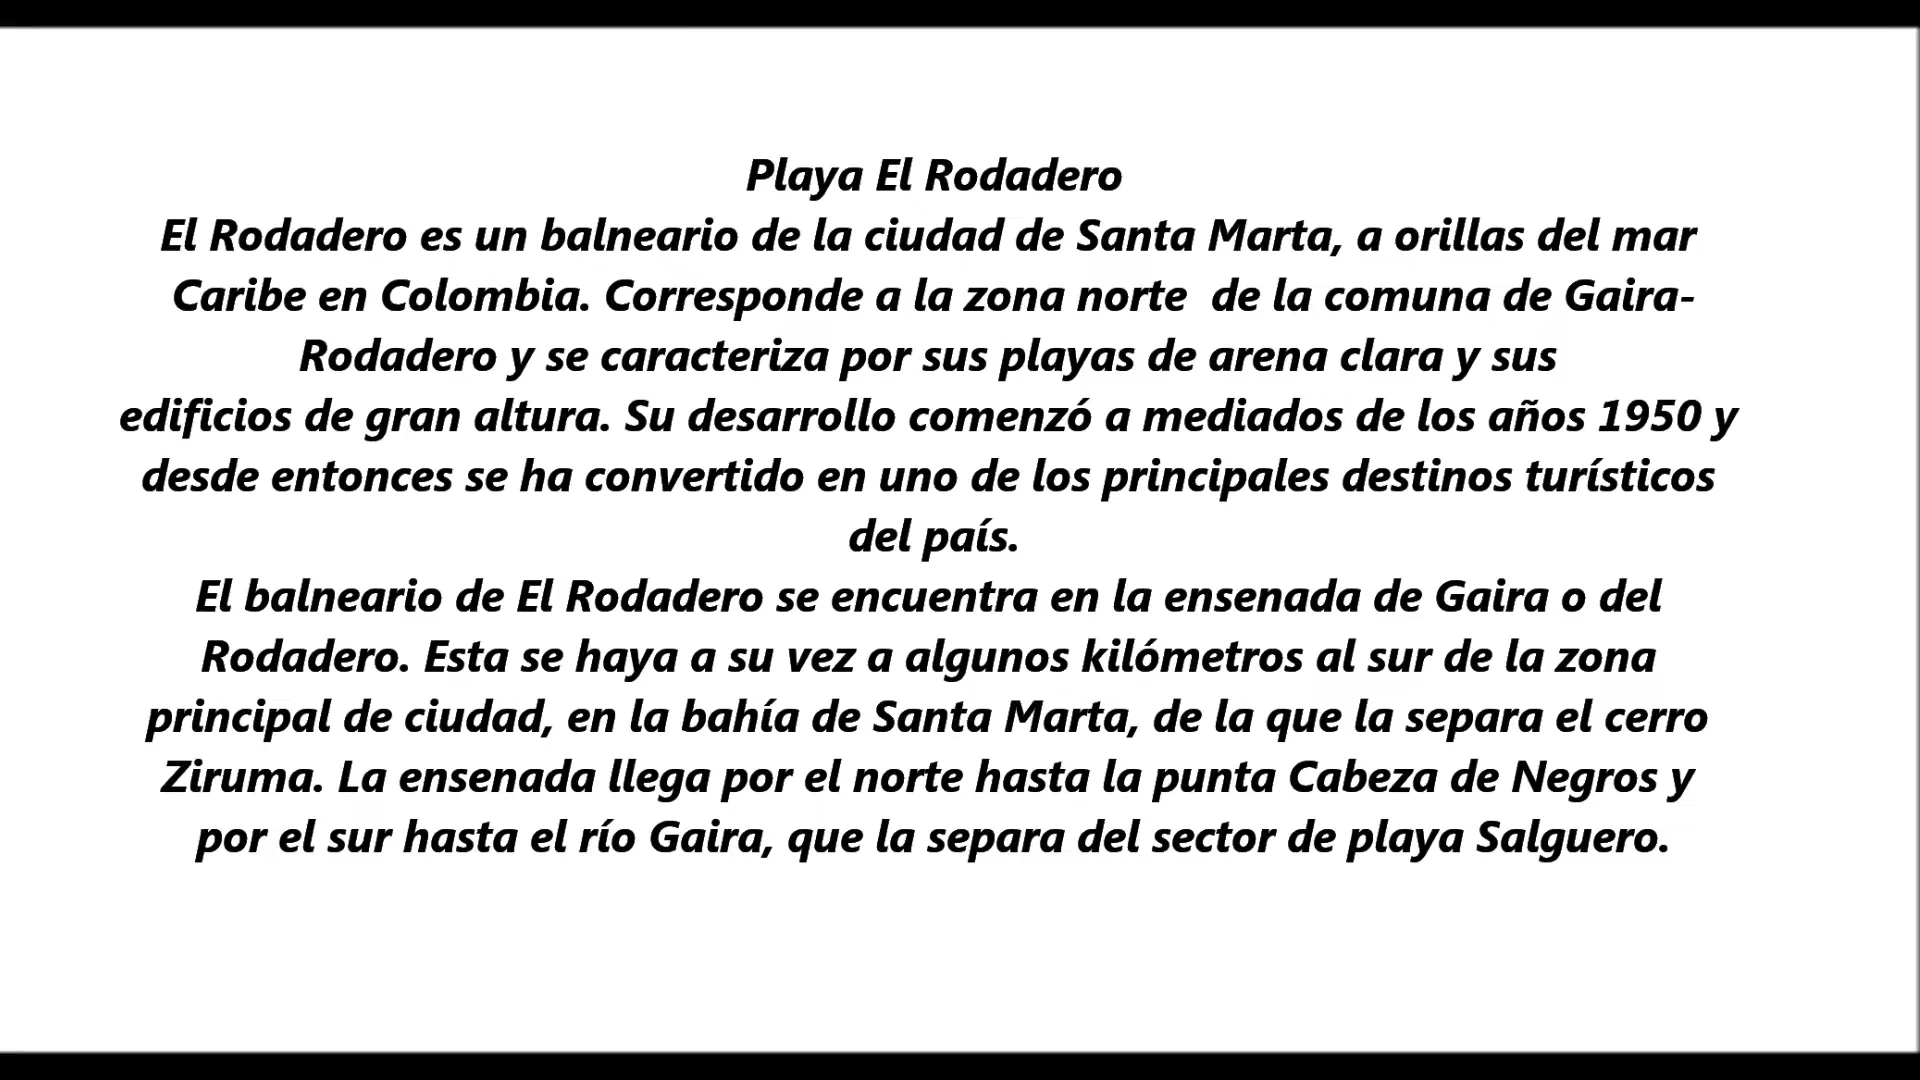 Playa El Rodadero
El Rodadero es un balneario de la ciudad de Santa Marta, a orillas del mar
Caribe en Colombia. Corresponde a la zona norte  de la comuna de Gaira-
Rodadero y se caracteriza por sus playas de arena clara y sus
edificios de gran altura. Su desarrollo comenzó a mediados de los años 1950 y
desde entonces se ha convertido en uno de los principales destinos turísticos
del país.
El balneario de El Rodadero se encuentra en la ensenada de Gaira o del
Rodadero. Esta se haya a su vez a algunos kilómetros al sur de la zona
principal de ciudad, en la bahía de Santa Marta, de la que la separa el cerro
Ziruma. La ensenada llega por el norte hasta la punta Cabeza de Negros y
por el sur hasta el río Gaira, que la separa del sector de playa Salguero.